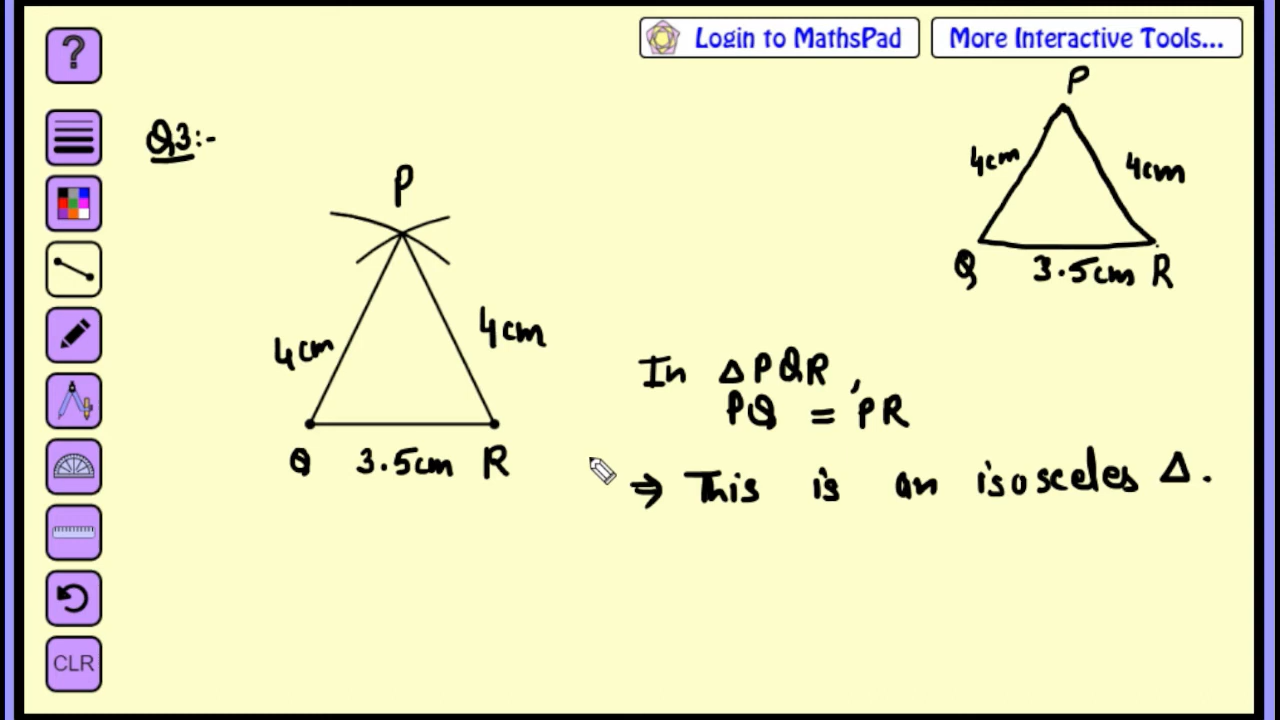 ?
Login to MathsPad
More Interactive Tools...
Q3:-
P
4cm
4cm
Q 3.5cm R
P
4cm
4cm
Q 3.5cm R
In ΔPQR,
PQ = PR
⇒ This is an isosceles Δ.
CLR